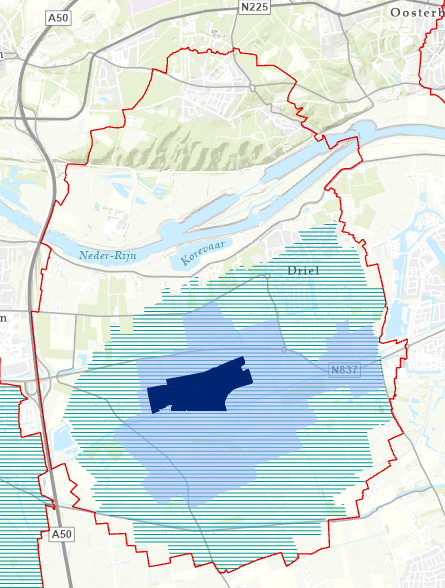 N225
A50
Oosterb
n
Neder-Rijn
Korevaar
Driel
n
N837
A50